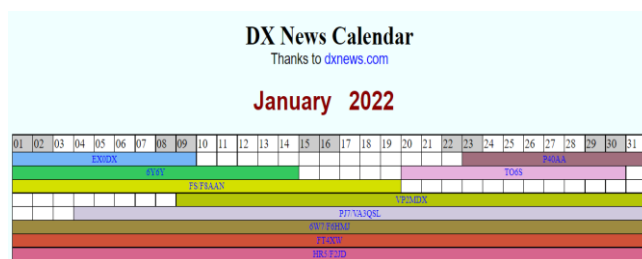 DX News Calendar
Thanks to dxnews.com
January 2022
01 02 03 04 05 06 07 08 09 10 11 12 13 14 15 16 17 18 19 20 21 22 23 24 25 26 27 28 29 30 31
EX0DX P40AA
6Y6Y TO6S
FS/F8AAN
VP2MDX
PJ7/VA3QSL
6W7/F6HMJ
FT4XW
HR5/F2JD